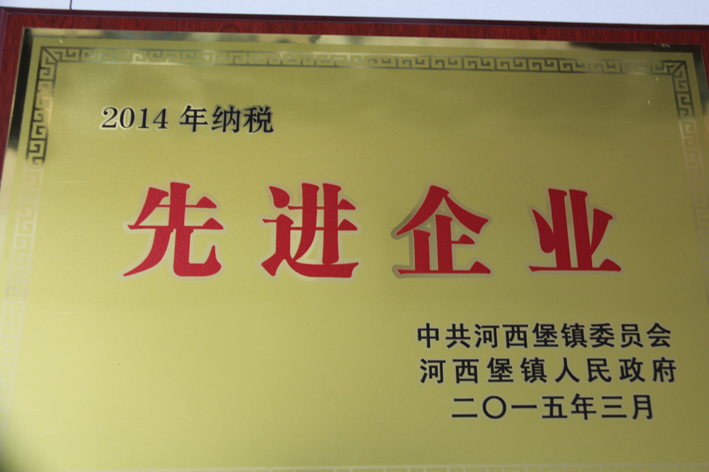 2014 年纳税
先进企业
中共河西堡镇委员会
河西堡镇人民政府
二〇一五年三月